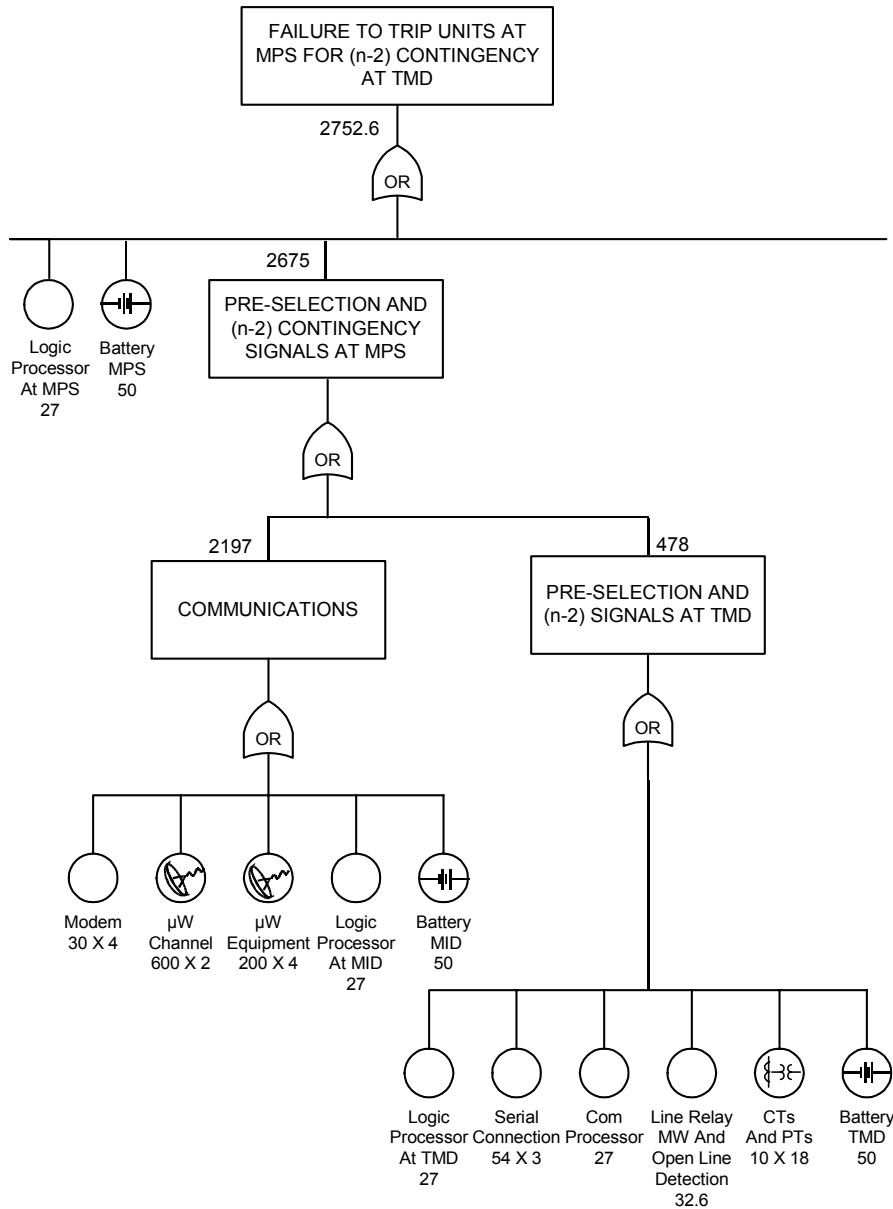 FAILURE TO TRIP UNITS AT
MPS FOR (n-2) CONTINGENCY
AT TMD
2752.6
OR
2675
PRE-SELECTION AND
(n-2) CONTINGENCY
SIGNALS AT MPS
Logic
Processor
At MPS
27
Battery
MPS
50
OR
2197
COMMUNICATIONS
478
PRE-SELECTION AND
(n-2) SIGNALS AT TMD
OR
OR
Modem
30 X 4
µW
Channel
600 X 2
µW
Equipment
200 X 4
Logic
Processor
At MID
27
Battery
MID
50
Logic
Processor
At TMD
27
Serial
Connection
54 X 3
Com
Processor
27
Line Relay
MW And
Open Line
Detection
32.6
CTs
And PTs
10 X 18
Battery
TMD
50